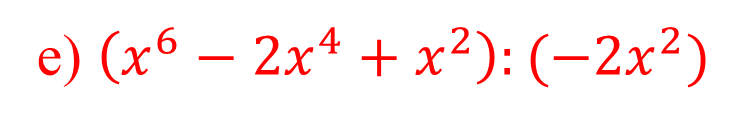 e) (x⁶ − 2x⁴ + x²): (−2x²)